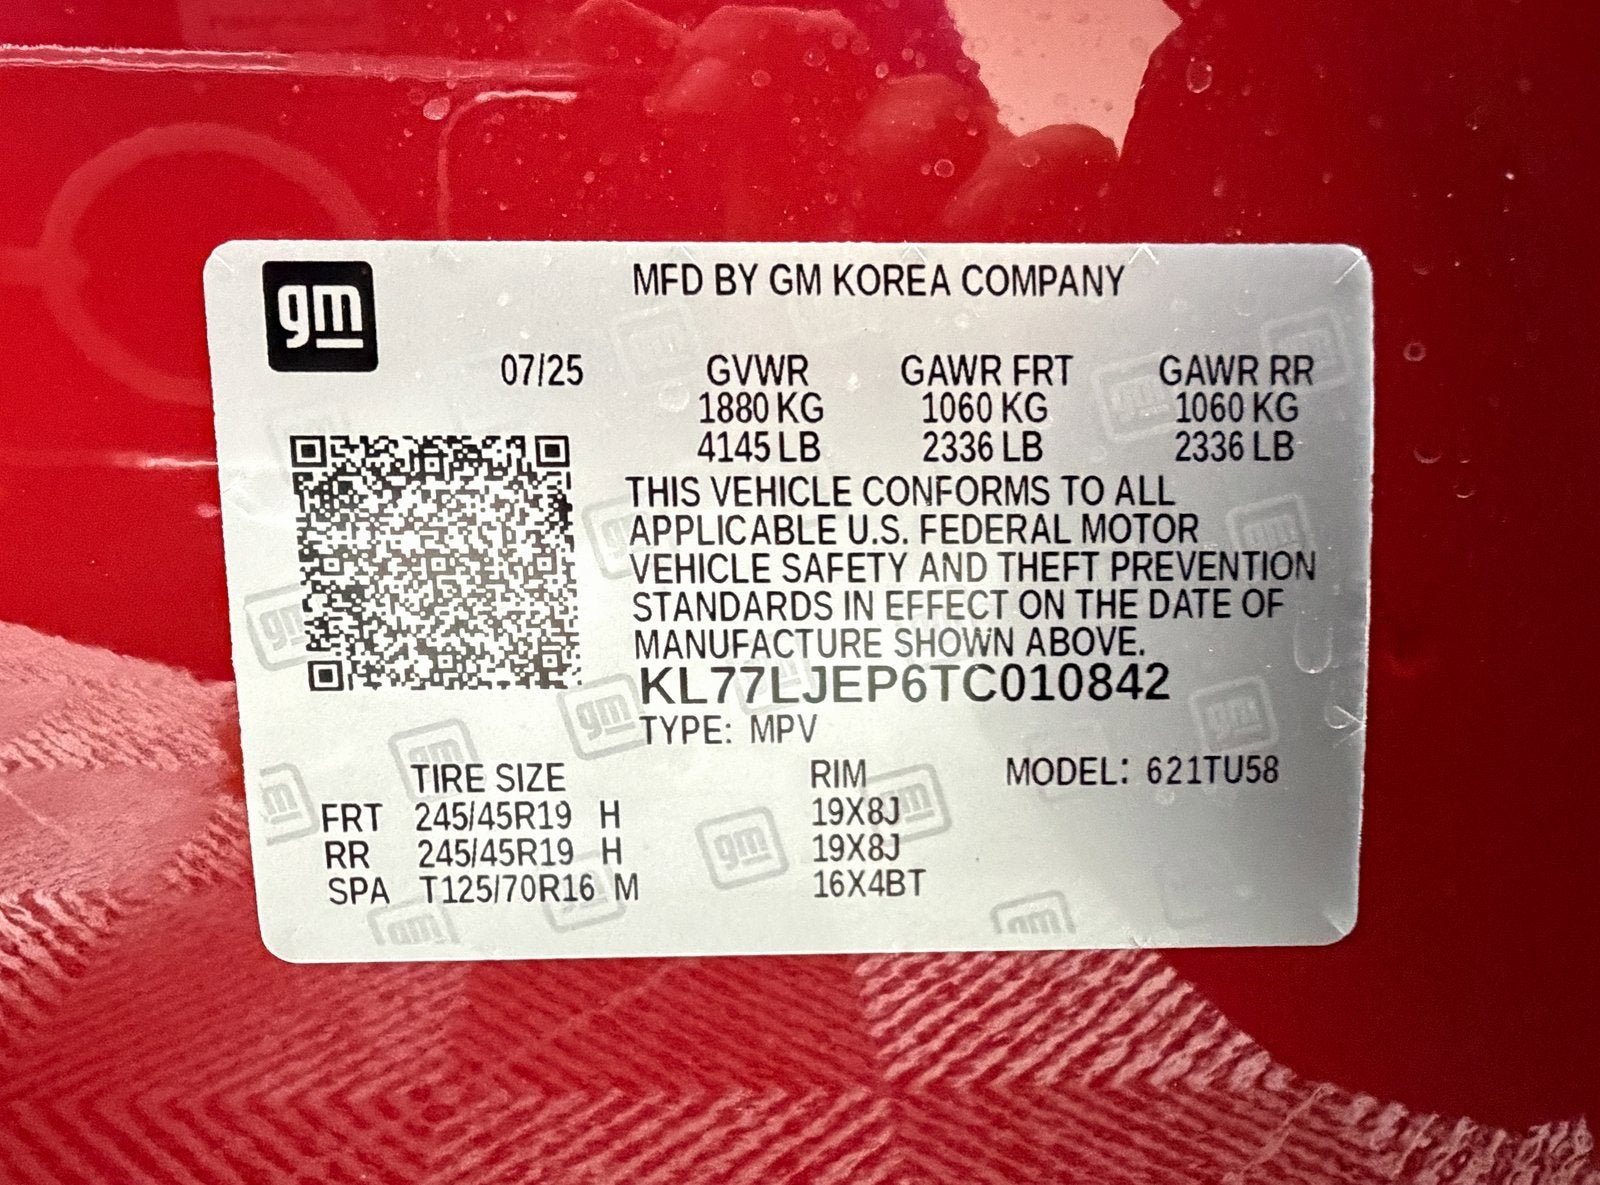 gm
MFD BY GM KOREA COMPANY
07/25 GVWR GAWR FRT GAWR RR
1880 KG 1060 KG 1060 KG
4145 LB 2336 LB 2336 LB
THIS VEHICLE CONFORMS TO ALL
APPLICABLE U.S. FEDERAL MOTOR
VEHICLE SAFETY AND THEFT PREVENTION
STANDARDS IN EFFECT ON THE DATE OF
MANUFACTURE SHOWN ABOVE.
KL77LJEP6TC010842
TYPE: MPV
TIRE SIZE RIM MODEL: 621TU58
FRT 245/45R19 H 19X8J
RR 245/45R19 H 19X8J
SPA T125/70R16 M 16X4BT